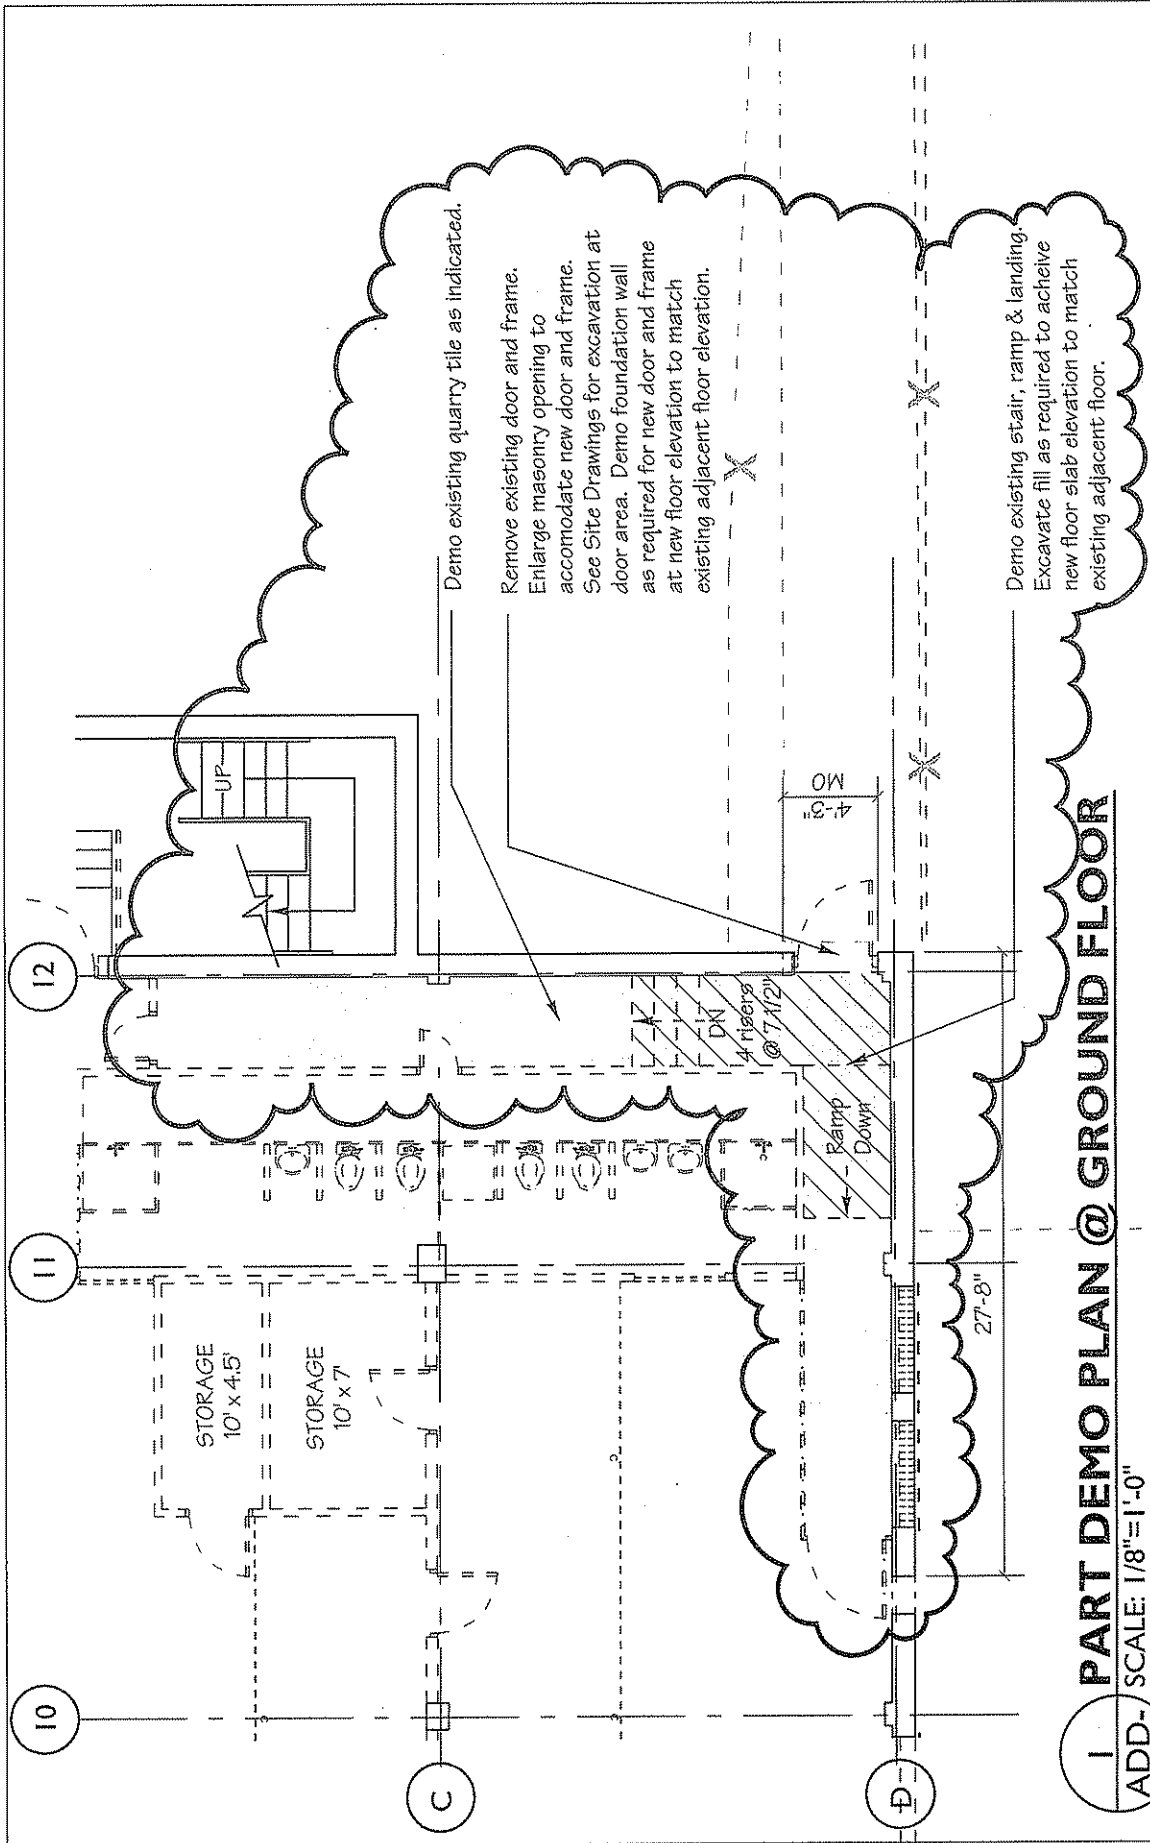 12
11
10
C
D
UP
STORAGE
10' x 4.5'
STORAGE
10' x 7'
Demo existing quarry tile as indicated.
Remove existing door and frame.
Enlarge masonry opening to
accomodate new door and frame.
See Site Drawings for excavation at
door area. Demo foundation wall
as required for new door and frame
at new floor elevation to match
existing adjacent floor elevation.
DN
4 risers
@ 7 1/2"
Ramp
Down
4'-3"
MO
Demo existing stair, ramp & landing.
Excavate fill as required to acheive
new floor slab elevation to match
existing adjacent floor.
27'-8"
1
ADD-
PART DEMO PLAN @ GROUND FLOOR
SCALE: 1/8"=1'-0"